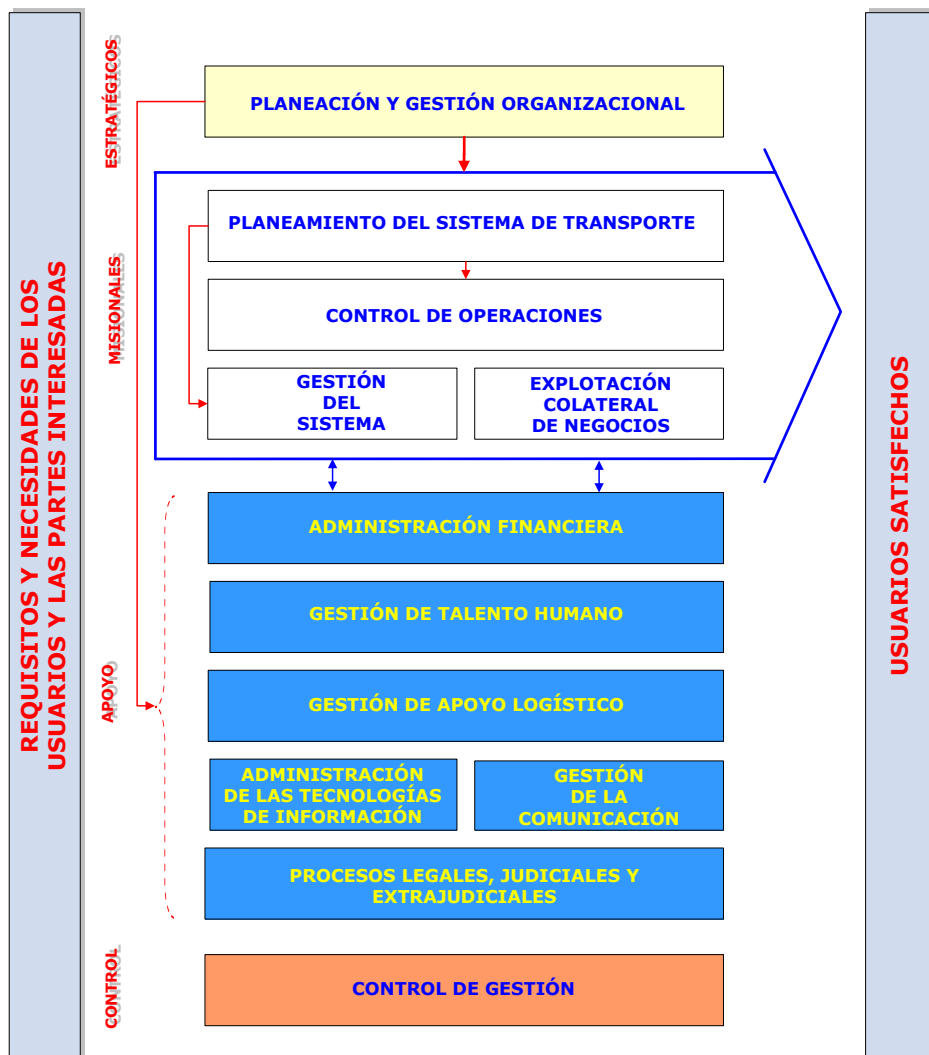 REQUISITOS Y NECESIDADES DE LOS
USUARIOS Y LAS PARTES INTERESADAS
ESTRATÉGICOS
PLANEACIÓN Y GESTIÓN ORGANIZACIONAL
MISIONALES
PLANEAMIENTO DEL SISTEMA DE TRANSPORTE
CONTROL DE OPERACIONES
GESTIÓN
DEL
SISTEMA
EXPLOTACIÓN
COLATERAL
DE NEGOCIOS
APOYO
ADMINISTRACIÓN FINANCIERA
GESTIÓN DE TALENTO HUMANO
GESTIÓN DE APOYO LOGÍSTICO
ADMINISTRACIÓN
DE LAS TECNOLOGÍAS
DE INFORMACIÓN
GESTIÓN
DE LA
COMUNICACIÓN
PROCESOS LEGALES, JUDICIALES Y
EXTRAJUDICIALES
CONTROL
CONTROL DE GESTIÓN
USUARIOS SATISFECHOS